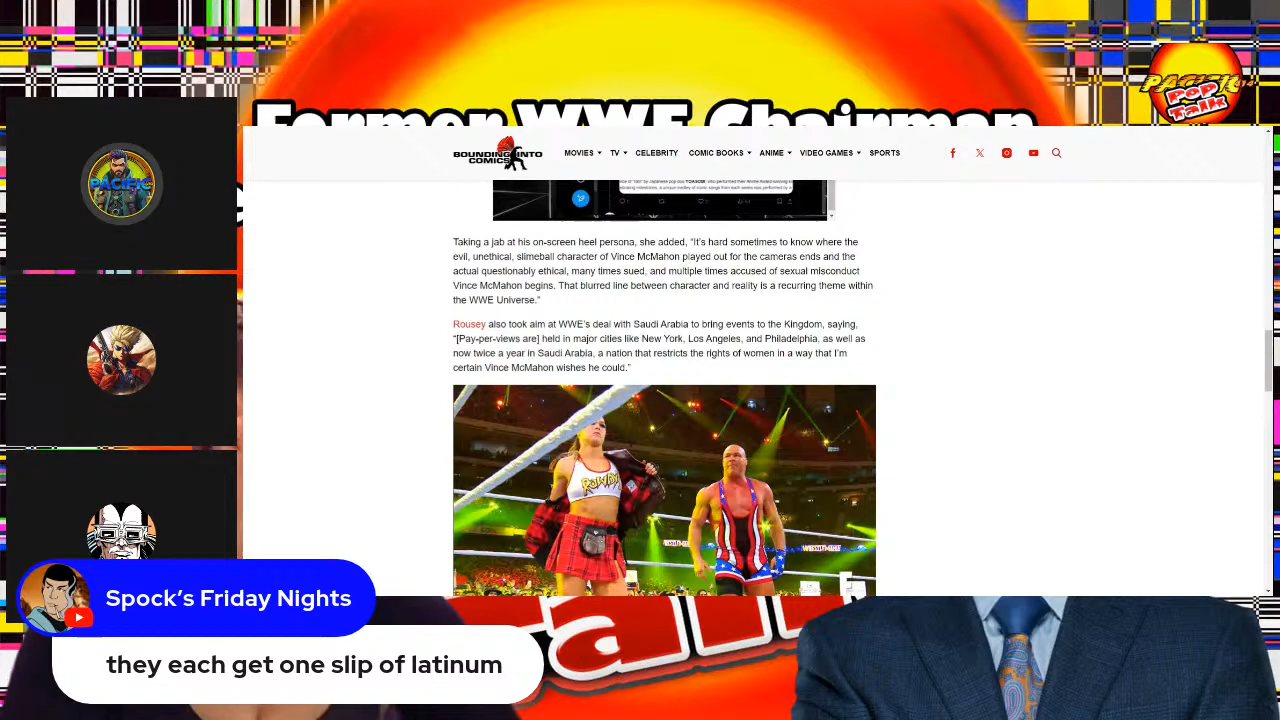 Former WWE Chairman
PACIFIC
Pop
Talk
BOUNDING INTO
COMICS
MOVIES TV CELEBRITY COMIC BOOKS ANIME VIDEO GAMES SPORTS
PACIFIC
Taking a jab at his on-screen heel persona, she added, “It’s hard sometimes to know where the
evil, unethical, slimeball character of Vince McMahon played out for the cameras ends and the
actual questionably ethical, many times sued, and multiple times accused of sexual misconduct
Vince McMahon begins. That blurred line between character and reality is a recurring theme within
the WWE Universe.”
Rousey also took aim at WWE’s deal with Saudi Arabia to bring events to the Kingdom, saying,
“[Pay-per-views are] held in major cities like New York, Los Angeles, and Philadelphia, as well as
now twice a year in Saudi Arabia, a nation that restricts the rights of women in a way that I’m
certain Vince McMahon wishes he could.”
ROWDY
Spock’s Friday Nights
they each get one slip of latinum